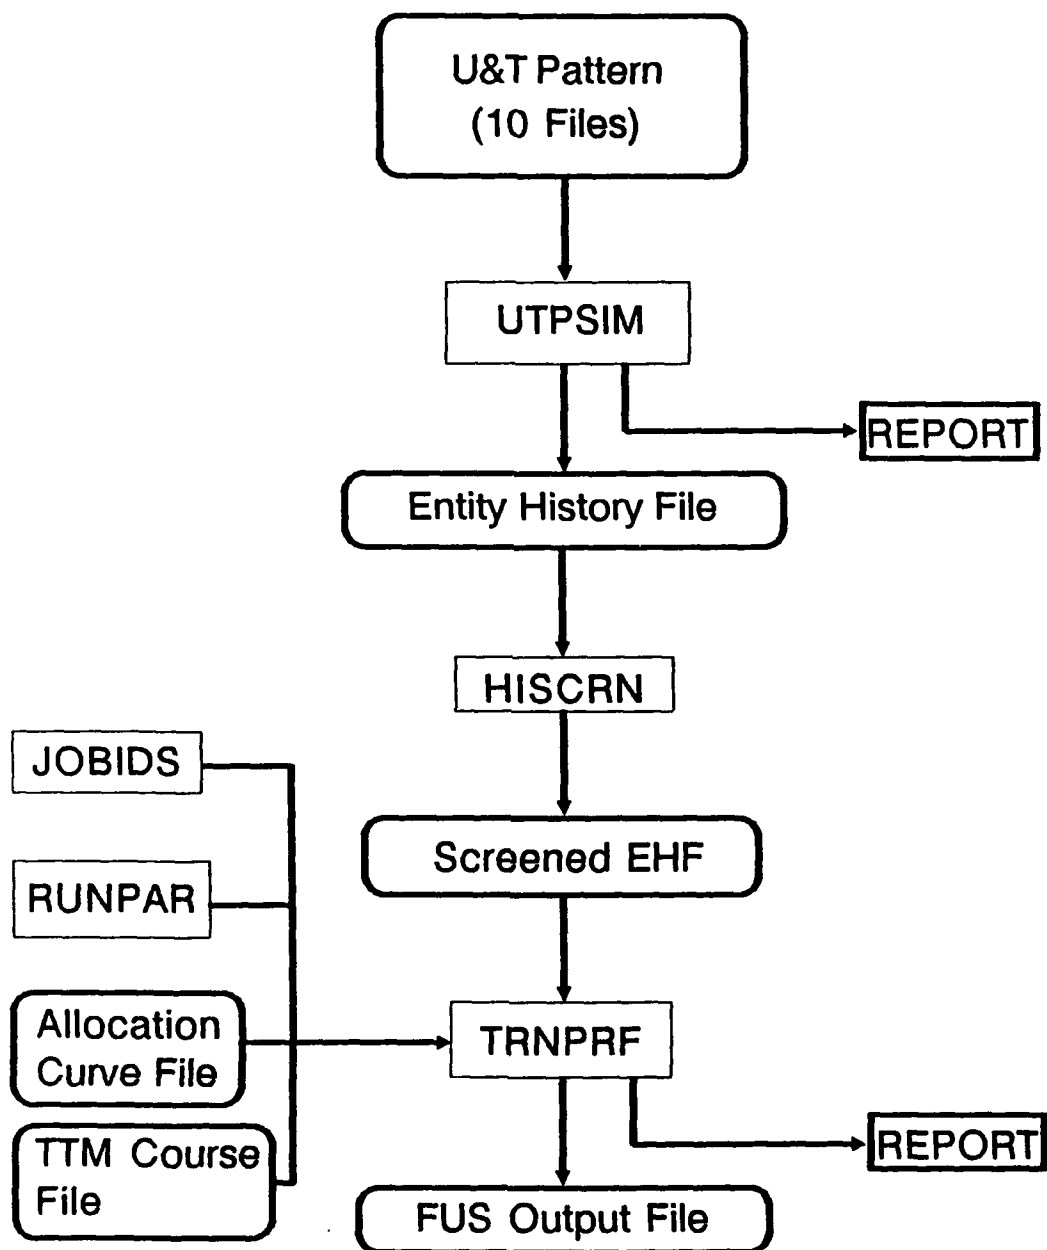 U&T Pattern
(10 Files)
UTPSIM
REPORT
Entity History File
HISCRN
JOBIDS
Screened EHF
RUNPAR
Allocation
Curve File
TRNPRF
TTM Course
File
REPORT
FUS Output File